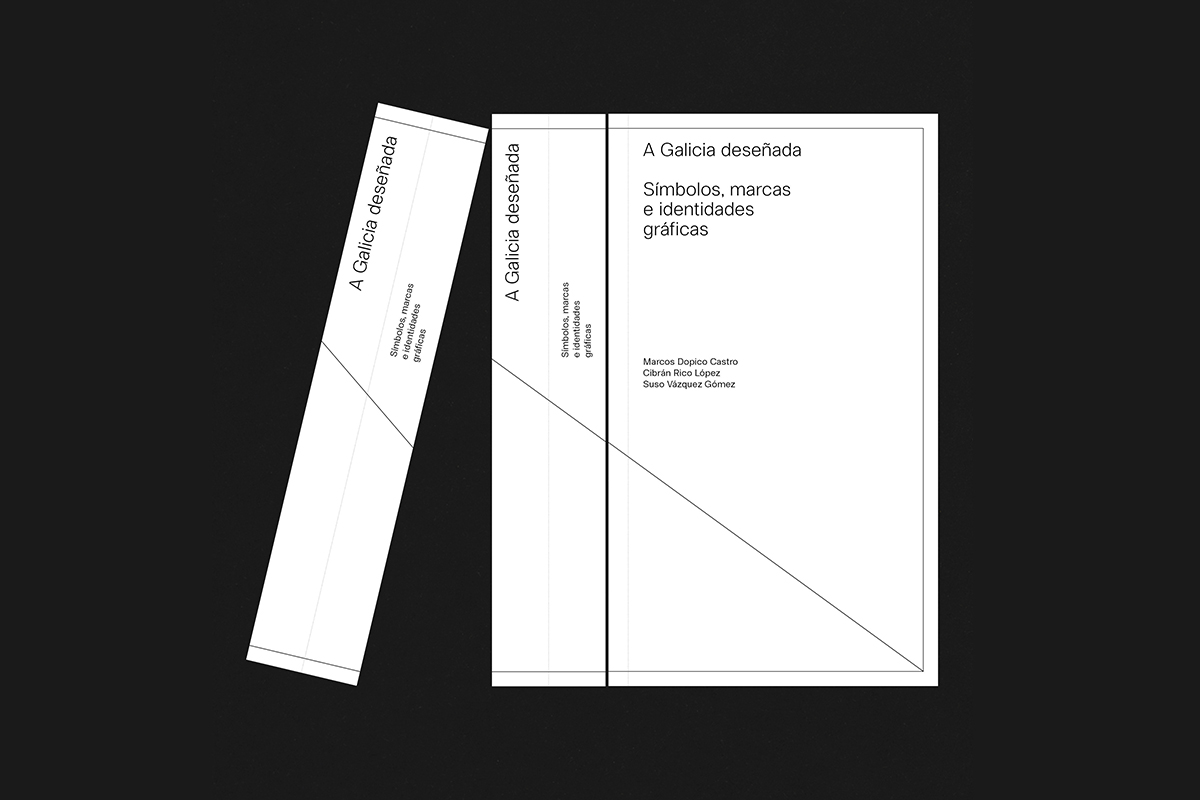 A Galicia deseñada
Símbolos, marcas
e identidades
gráficas
A Galicia deseñada
Símbolos, marcas
e identidades
gráficas
A Galicia deseñada
Símbolos, marcas
e identidades
gráficas
Marcos Dopico Castro
Cibrán Rico López
Suso Vázquez Gómez